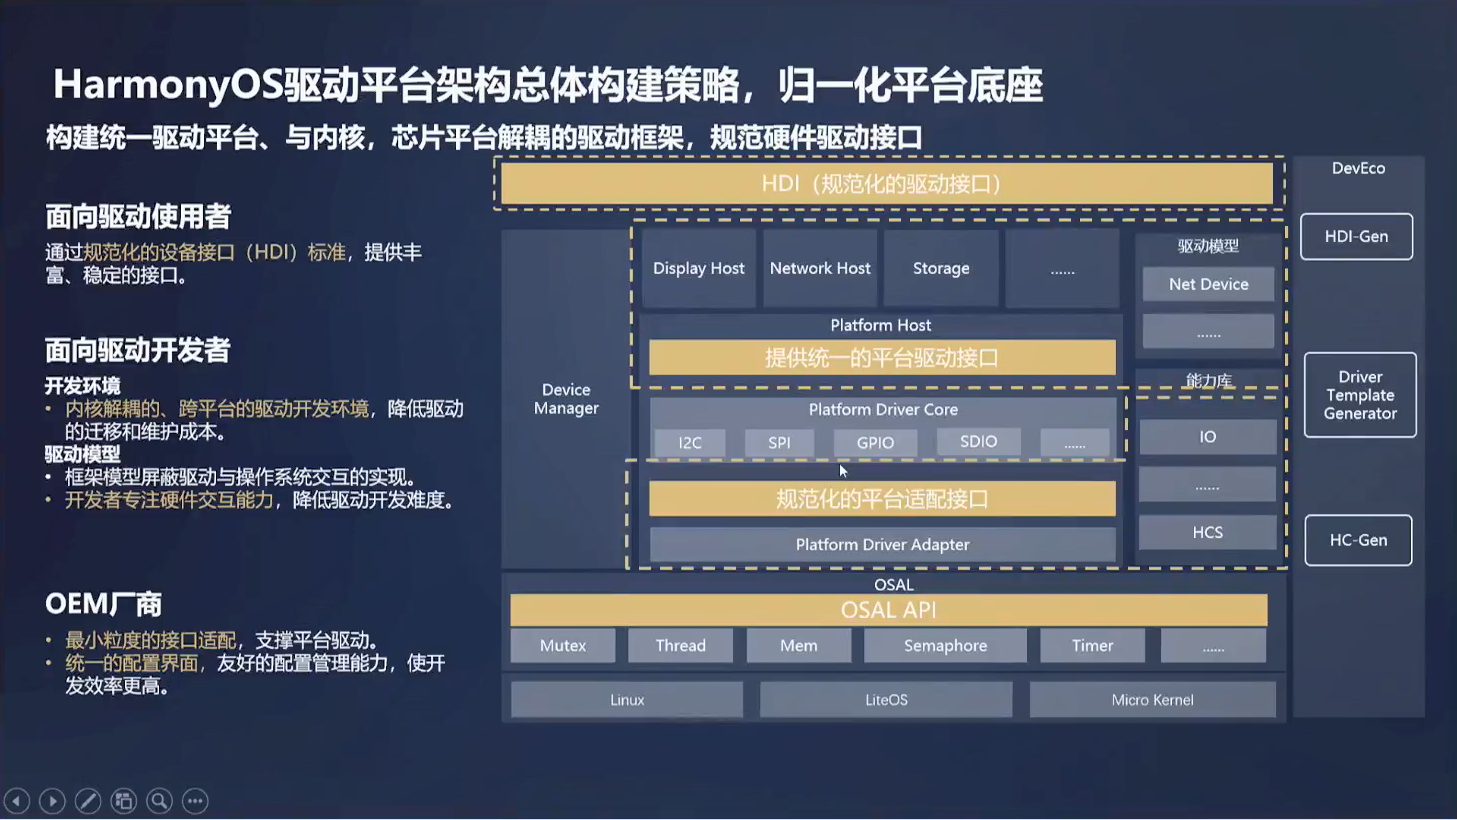 HarmonyOS驱动平台架构总体构建策略，归一化平台底座
构建统一驱动平台、与内核，芯片平台解耦的驱动框架，规范硬件驱动接口
面向驱动使用者
通过规范化的设备接口（HDI）标准，提供丰
富、稳定的接口。
面向驱动开发者
开发环境
• 内核解耦的、跨平台的驱动开发环境，降低驱动
的迁移和维护成本。
驱动模型
• 框架模型屏蔽驱动与操作系统交互的实现。
• 开发者专注硬件交互能力，降低驱动开发难度。
OEM厂商
• 最小粒度的接口适配，支撑平台驱动。
• 统一的配置界面，友好的配置管理能力，使开
发效率更高。
HDI（规范化的驱动接口）
Device
Manager
Display Host
Network Host
Storage
......
Platform Host
提供统一的平台驱动接口
Platform Driver Core
I2C
SPI
GPIO
SDIO
......
规范化的平台适配接口
Platform Driver Adapter
驱动模型
Net Device
......
能力库
IO
......
HCS
OSAL
OSAL API
Mutex
Thread
Mem
Semaphore
Timer
......
Linux
LiteOS
Micro Kernel
DevEco
HDI-Gen
Driver
Template
Generator
HC-Gen